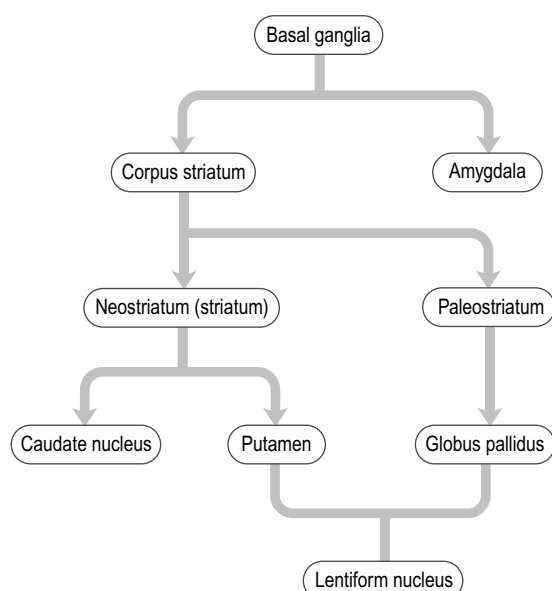 Basal ganglia
Corpus striatum
Amygdala
Neostriatum (striatum)
Paleostriatum
Caudate nucleus
Putamen
Globus pallidus
Lentiform nucleus